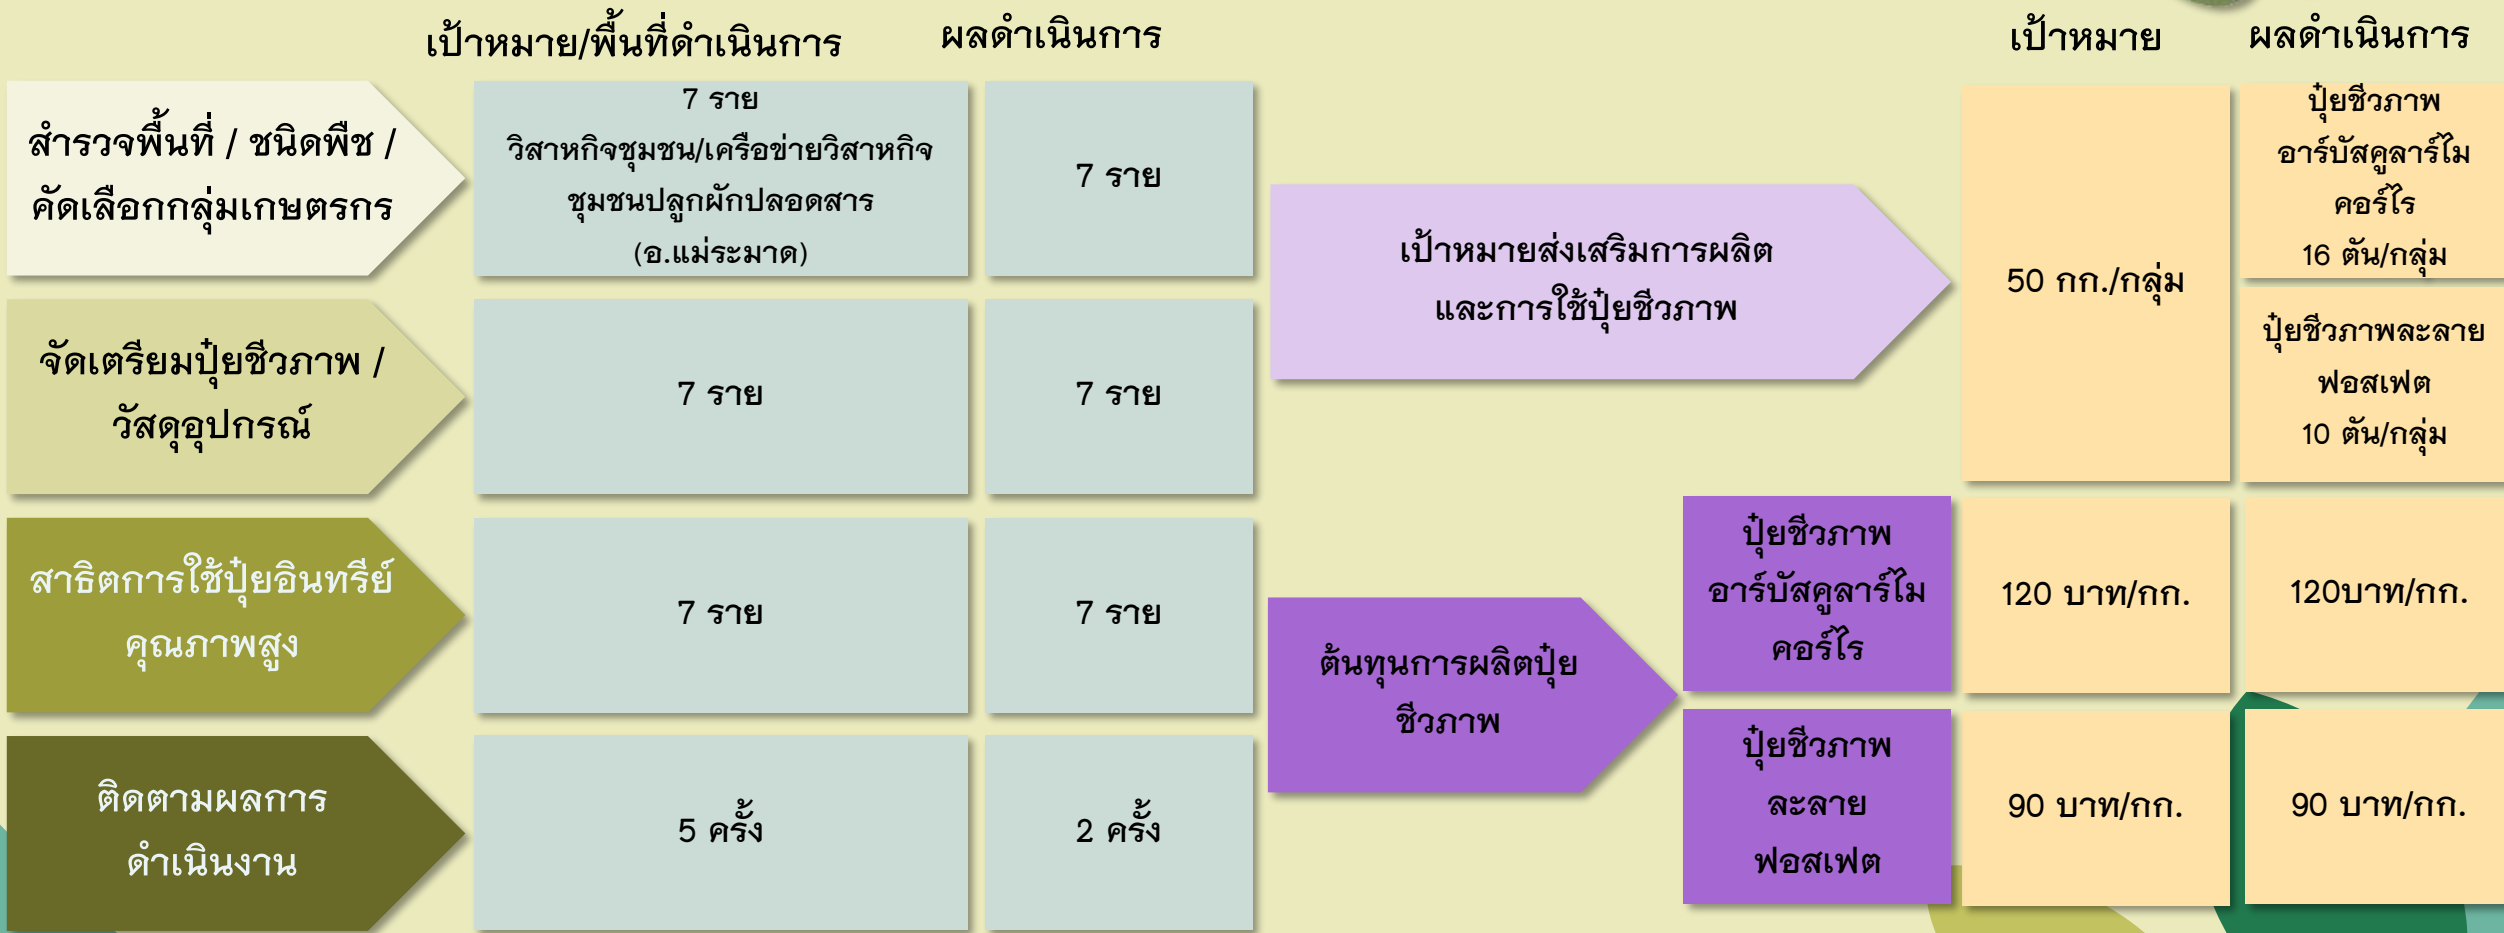 เป้าหมาย/พื้นที่ดำเนินการ
ผลดำเนินการ
สำรวจพื้นที่ / ชนิดพืช /
คัดเลือกกลุ่มเกษตรกร
7 ราย
วิสาหกิจชุมชน/เครือข่ายวิสาหกิจ
ชุมชนปลูกผักปลอดสาร
(อ.แม่ระมาด)
7 ราย
จัดเตรียมปุ๋ยชีวภาพ /
วัสดุอุปกรณ์
7 ราย
7 ราย
สาธิตการใช้ปุ๋ยอินทรีย์
คุณภาพสูง
7 ราย
7 ราย
ติดตามผลการ
ดำเนินงาน
5 ครั้ง
2 ครั้ง
เป้าหมาย
ผลดำเนินการ
เป้าหมายส่งเสริมการผลิต
และการใช้ปุ๋ยชีวภาพ
50 กก./กลุ่ม
ปุ๋ยชีวภาพ
อาร์บัสคูลาร์ไม
คอร์ไร
16 ตัน/กลุ่ม
ปุ๋ยชีวภาพละลาย
ฟอสเฟต
10 ตัน/กลุ่ม
ต้นทุนการผลิตปุ๋ย
ชีวภาพ
ปุ๋ยชีวภาพ
อาร์บัสคูลาร์ไม
คอร์ไร
120 บาท/กก.
120บาท/กก.
ปุ๋ยชีวภาพ
ละลาย
ฟอสเฟต
90 บาท/กก.
90 บาท/กก.